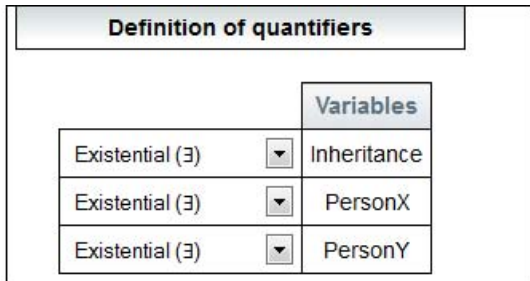 Definition of quantifiers
Variables
Existential (∃) Inheritance
Existential (∃) PersonX
Existential (∃) PersonY